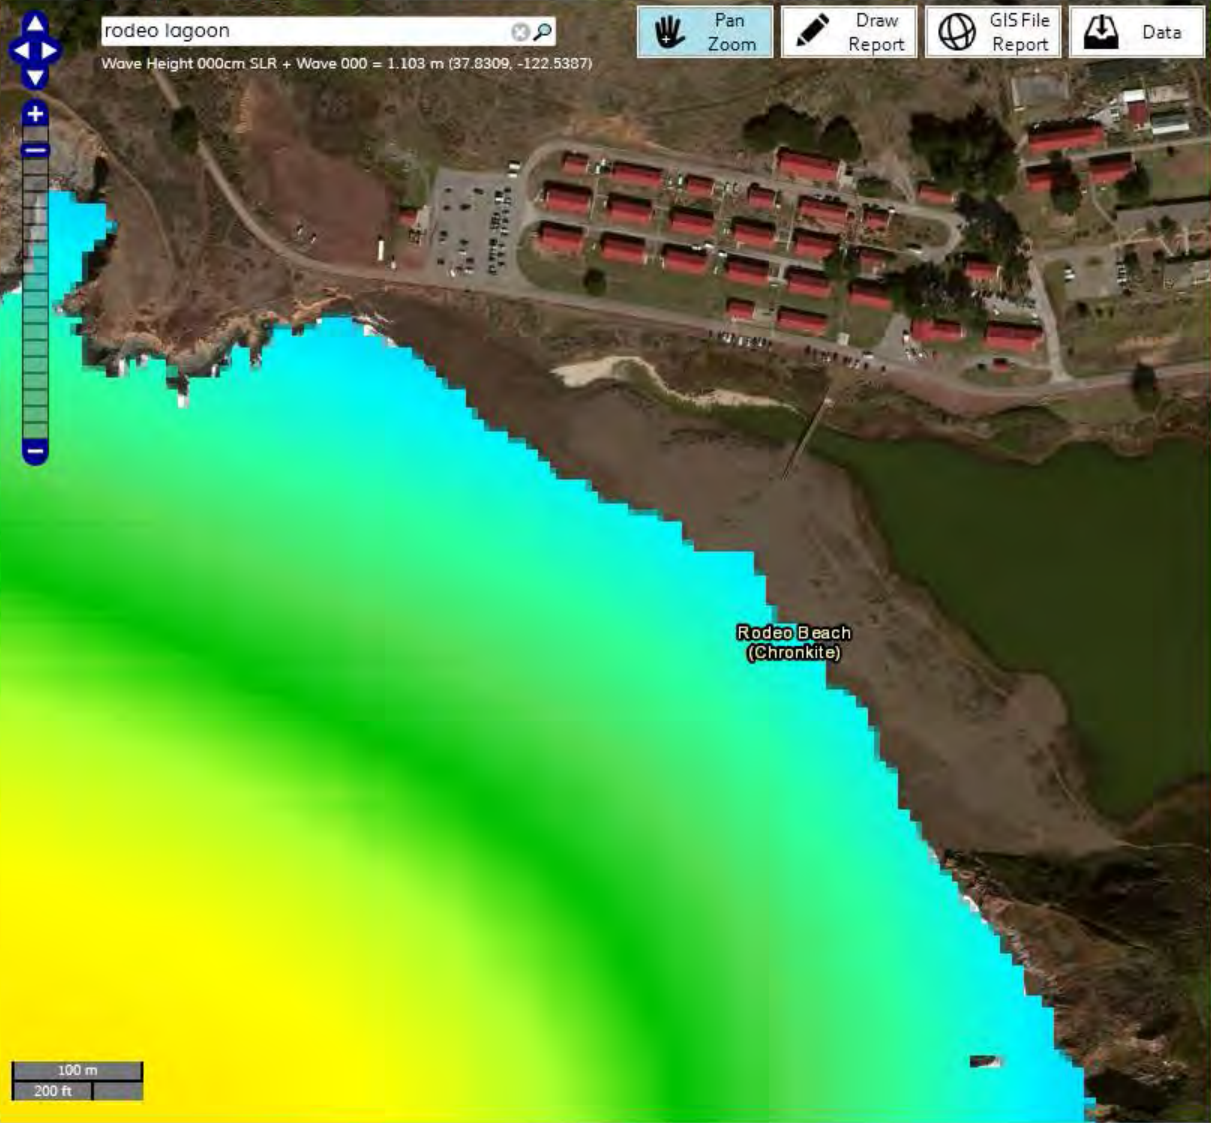 rodeo lagoon
Wave Height 000cm SLR + Wave 000 = 1.103 m (37.8309, -122.5387)
Pan
Zoom
Draw
Report
GIS File
Report
Data
Rodeo Beach
(Chronkite)
100 m
200 ft